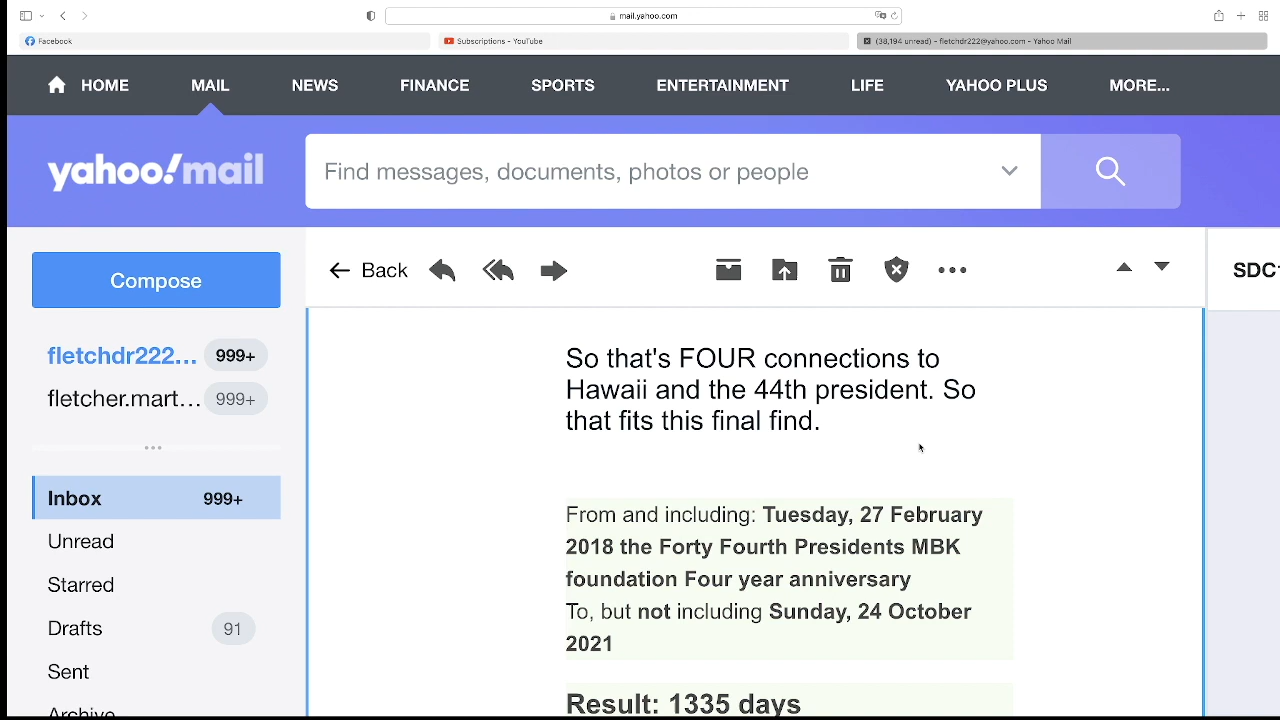 mail.yahoo.com
Facebook
Subscriptions - YouTube
(38,194 unread) - fletchdr222@yahoo.com - Yahoo Mail
HOME
MAIL
NEWS
FINANCE
SPORTS
ENTERTAINMENT
LIFE
YAHOO PLUS
MORE...
yahoo!mail
Find messages, documents, photos or people
Compose
Back
SDC
fletchdr222... 999+
fletcher.mart... 999+
Inbox 999+
Unread
Starred
Drafts 91
Sent
Archive
So that's FOUR connections to
Hawaii and the 44th president. So
that fits this final find.
From and including: Tuesday, 27 February
2018 the Forty Fourth Presidents MBK
foundation Four year anniversary
To, but not including Sunday, 24 October
2021
Result: 1335 days